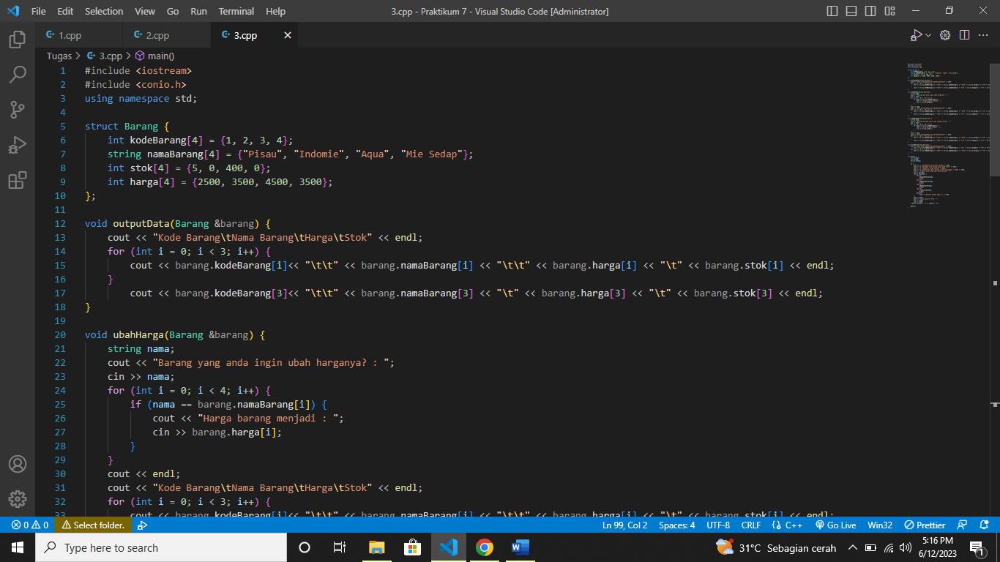 File Edit Selection View Go Run Terminal Help 3.cpp - Praktikum 7 - Visual Studio Code [Administrator]
1.cpp 2.cpp 3.cpp
Tugas > 3.cpp > main()
1 #include <iostream>
2 #include <conio.h>
3 using namespace std;
4
5 struct Barang {
6 int kodeBarang[4] = {1, 2, 3, 4};
7 string namaBarang[4] = {"Pisau", "Indomie", "Aqua", "Mie Sedap"};
8 int stok[4] = {5, 0, 400, 0};
9 int harga[4] = {2500, 3500, 4500, 3500};
10 };
11
12 void outputData(Barang &barang) {
13 cout << "Kode Barang\tNama Barang\tHarga\tStok" << endl;
14 for (int i = 0; i < 3; i++) {
15 cout << barang.kodeBarang[i]<< "\t\t" << barang.namaBarang[i] << "\t\t" << barang.harga[i] << "\t" << barang.stok[i] << endl;
16 }
17 cout << barang.kodeBarang[3]<< "\t\t" << barang.namaBarang[3] << "\t" << barang.harga[3] << "\t" << barang.stok[3] << endl;
18 }
19
20 void ubahHarga(Barang &barang) {
21 string nama;
22 cout << "Barang yang anda ingin ubah harganya? : ";
23 cin >> nama;
24 for (int i = 0; i < 4; i++) {
25 if (nama == barang.namaBarang[i]) {
26 cout << "Harga barang menjadi : ";
27 cin >> barang.harga[i];
28 }
29 }
30 cout << endl;
31 cout << "Kode Barang\tNama Barang\tHarga\tStok" << endl;
32 for (int i = 0; i < 3; i++) {
33 cout << barang.kodeBarang[i]<< "\t\t" << barang.namaBarang[i] << "\t\t" << barang.harga[i] << "\t" << barang.stok[i] << endl;
0 0 Select folder. Ln 99, Col 2 Spaces: 4 UTF-8 CRLF C++ Go Live Win32 Prettier
Type here to search 31°C Sebagian cerah 5:16 PM
6/12/2023 1